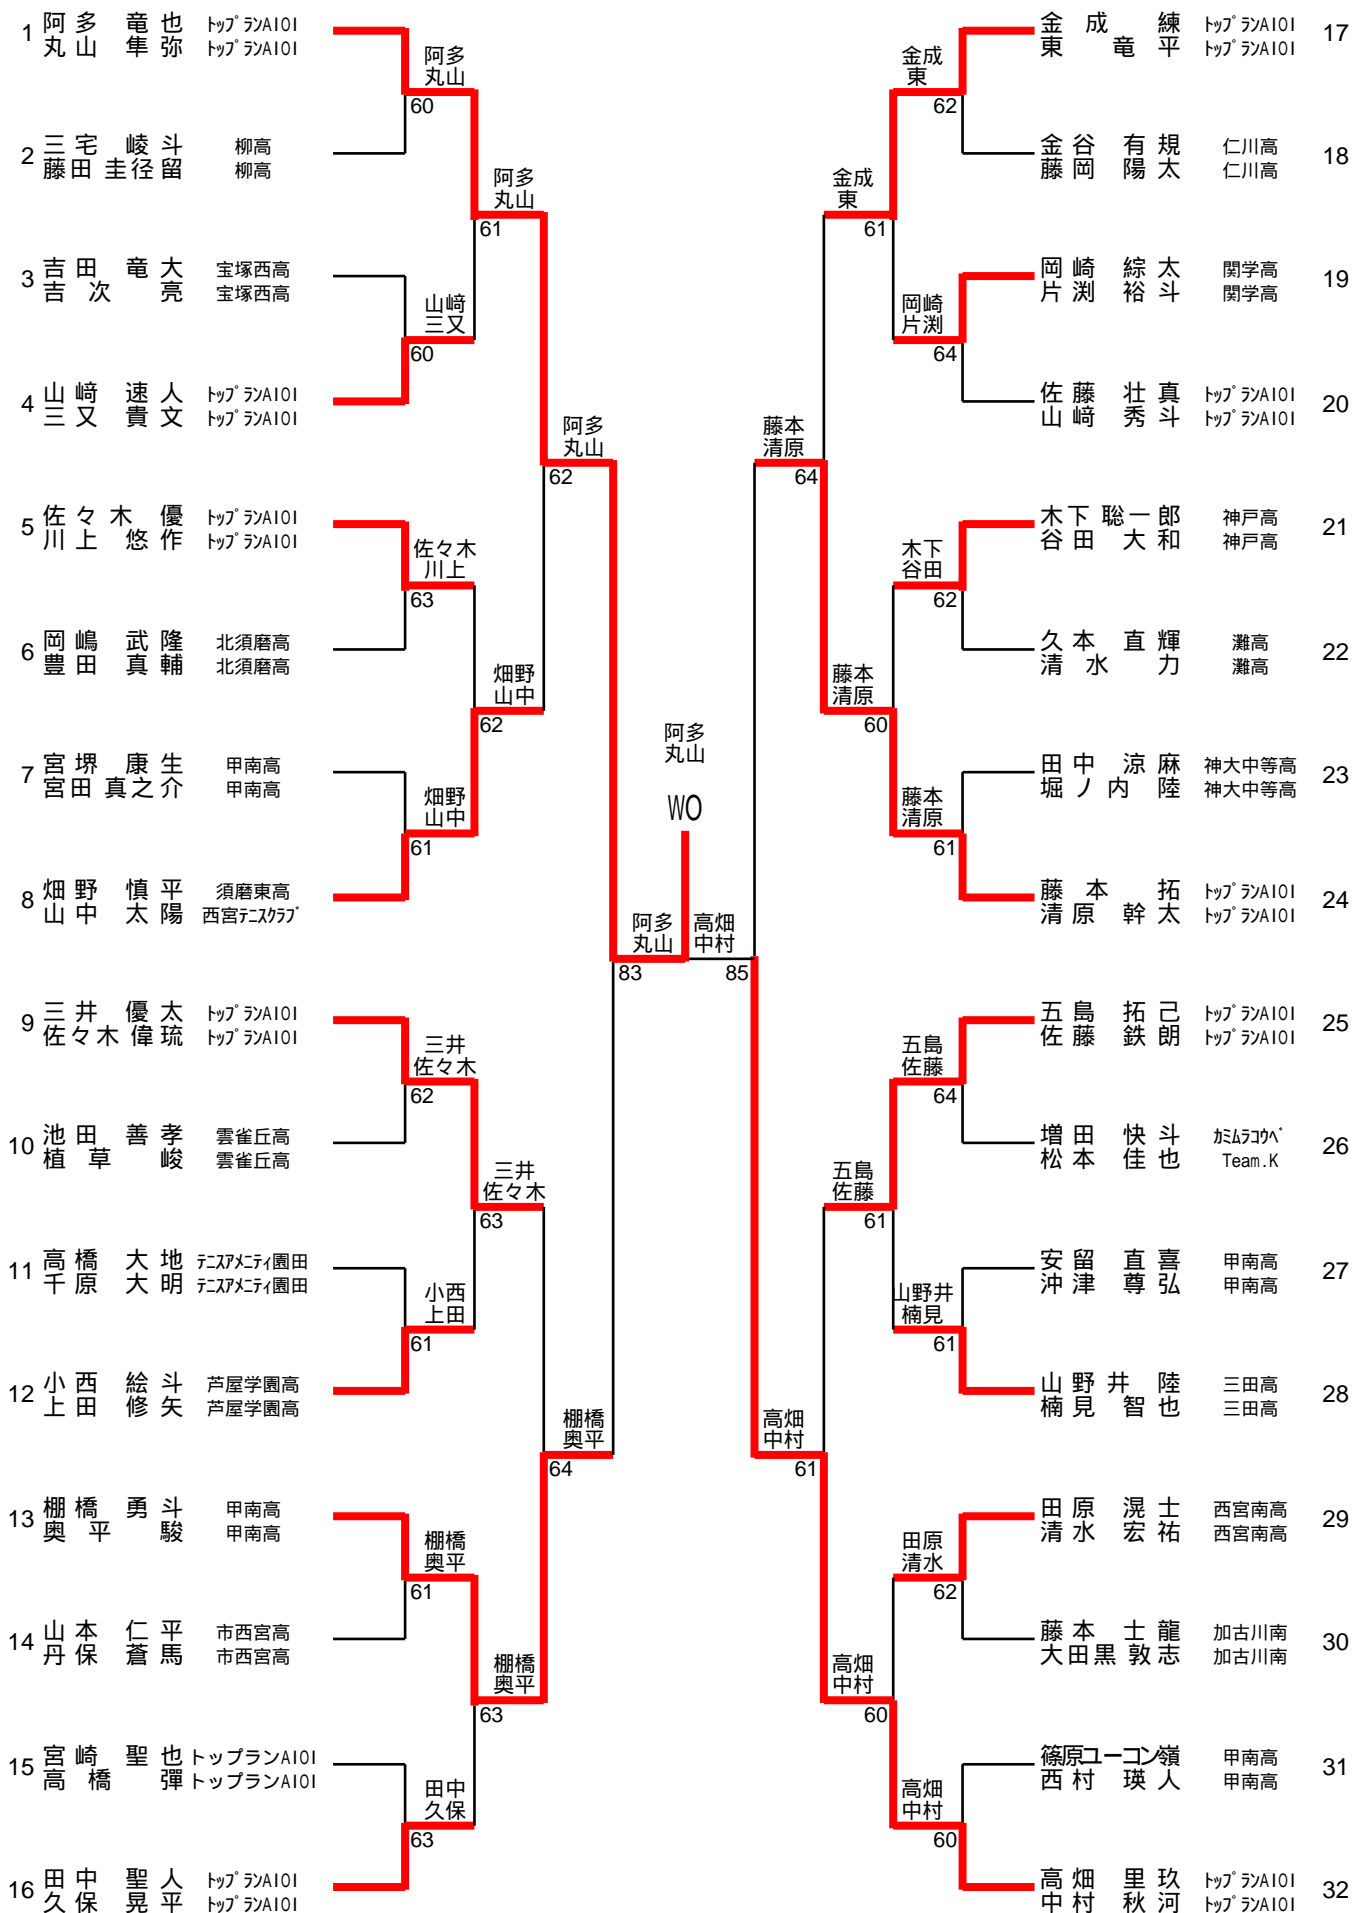 1 阿多 竜也 トップランAIOI
丸山 隼弥 トップランAIOI
2 三宅 崚斗 柳高
藤田 圭径留 柳高
3 吉田 竜大 宝塚西高
吉次 亮 宝塚西高
4 山﨑 速人 トップランAIOI
三又 貴文 トップランAIOI
5 佐々木 優 トップランAIOI
川上 悠作 トップランAIOI
6 岡嶋 武隆 北須磨高
豊田 真輔 北須磨高
7 宮堺 康生 甲南高
宮田 真之介 甲南高
8 畑野 慎平 須磨東高
山中 太陽 西宮テニスクラブ
9 三井 優太 トップランAIOI
佐々木 偉琉 トップランAIOI
10 池田 善孝 雲雀丘高
植草 峻 雲雀丘高
11 高橋 大地 テニスアメニティ園田
千原 大明 テニスアメニティ園田
12 小西 絵斗 芦屋学園高
上田 修矢 芦屋学園高
13 棚橋 勇斗 甲南高
奥平 駿 甲南高
14 山本 仁平 市西宮高
丹保 蒼馬 市西宮高
15 宮崎 聖也 トップランAIOI
高橋 彈 トップランAIOI
16 田中 聖人 トップランAIOI
久保 晃平 トップランAIOI
阿多
丸山
60
山﨑
三又
60
佐々木
川上
63
畑野
山中
61
三井
佐々木
62
小西
上田
61
棚橋
奥平
61
田中
久保
63
阿多
丸山
61
畑野
山中
62
三井
佐々木
63
棚橋
奥平
63
阿多
丸山
62
棚橋
奥平
64
阿多
丸山
83
阿多
丸山
WO
高畑
中村
85
藤本
清原
64
高畑
中村
61
金成
東
61
藤本
清原
60
五島
佐藤
61
高畑
中村
60
金成
東
62
岡崎
片渕
64
木下
谷田
62
藤本
清原
61
五島
佐藤
64
山野井
楠見
61
田原
清水
62
高畑
中村
60
金成 練 トップランAIOI 17
東 竜平 トップランAIOI
金谷 有規 仁川高 18
藤岡 陽太 仁川高
岡崎 綜太 関学高 19
片渕 裕斗 関学高
佐藤 壮真 トップランAIOI 20
山﨑 秀斗 トップランAIOI
木下 聡一郎 神戸高 21
谷田 大和 神戸高
久本 直輝 灘高 22
清水 力 灘高
田中 涼麻 神大中等高 23
堀ノ内 陸 神大中等高
藤本 拓 トップランAIOI 24
清原 幹太 トップランAIOI
五島 拓己 トップランAIOI 25
佐藤 鉄朗 トップランAIOI
増田 快斗 カミムラコウベ 26
松本 佳也 Team.K
安留 直喜 甲南高 27
沖津 尊弘 甲南高
山野井 陸 三田高 28
楠見 智也 三田高
田原 滉士 西宮南高 29
清水 宏祐 西宮南高
藤本 士龍 加古川南 30
大田黒 敦志 加古川南
篠原ユーコン嶺 甲南高 31
西村 瑛人 甲南高
高畑 里玖 トップランAIOI 32
中村 秋河 トップランAIOI